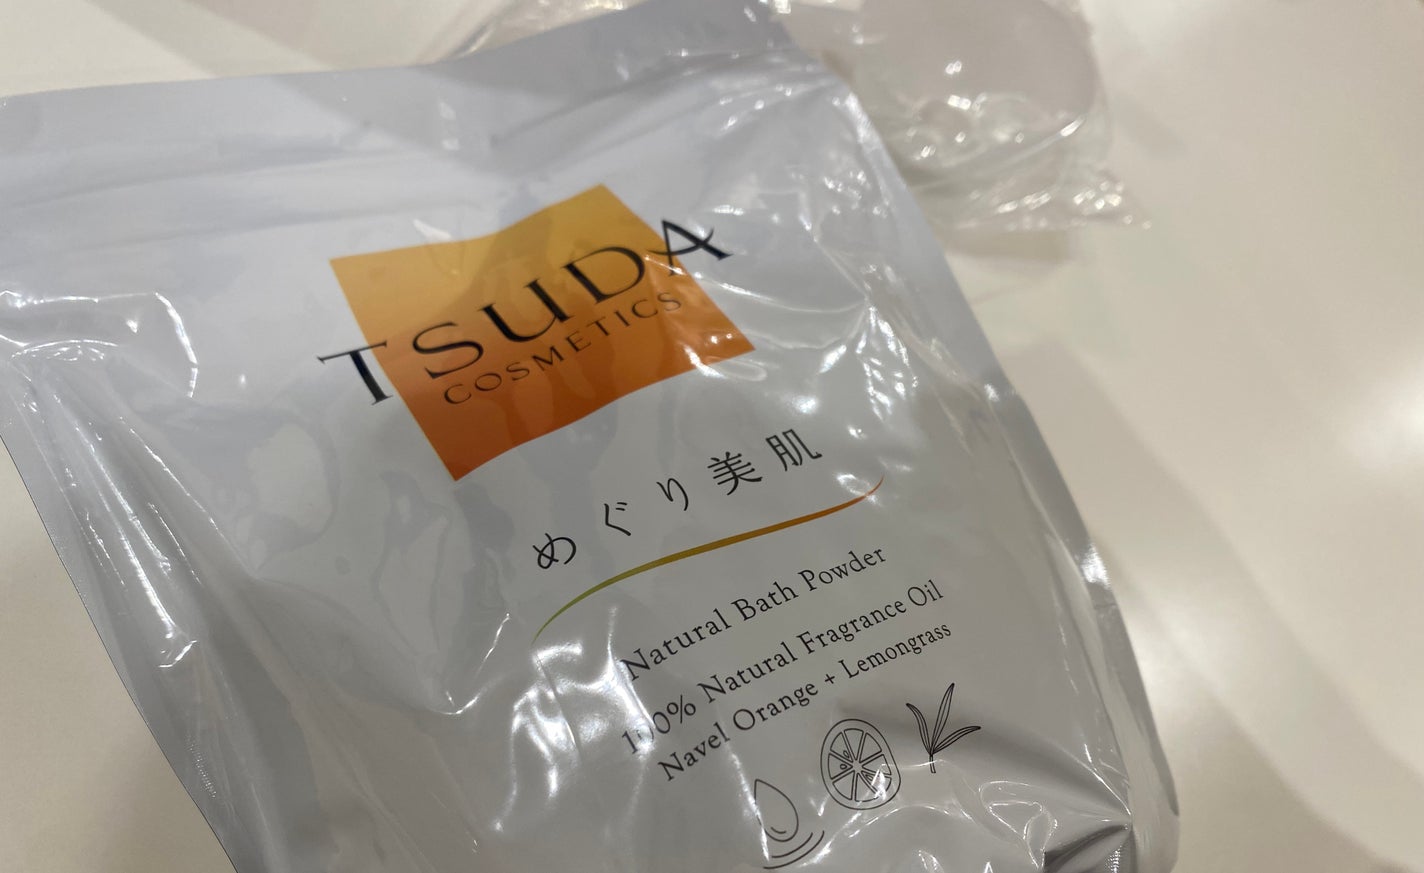 TSUDA
COSMETICS
めぐり美肌
Natural Bath Powder
100% Natural Fragrance Oil
Navel Orange + Lemongrass